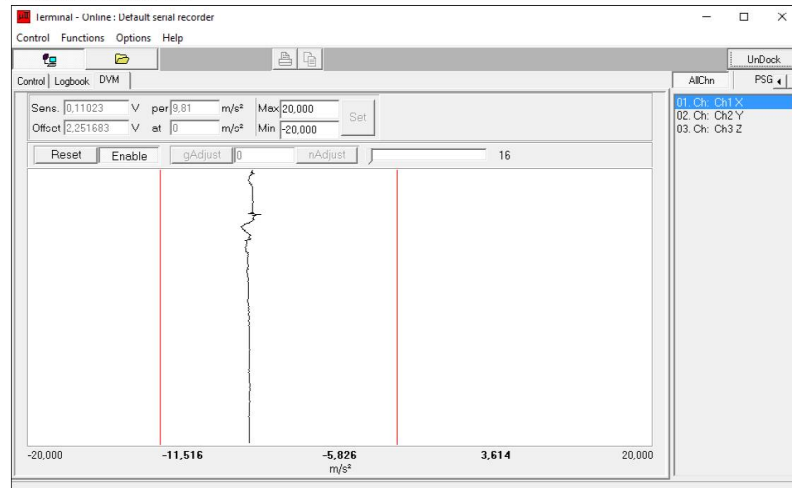 Terminal - Online : Default serial recorder
Control Functions Options Help
UnDock
Control Logbook DVM
AllChn PSG
Sens. 0,11023 V per 9,81 m/s² Max 20,000 Set
Offset 2,251683 V at 0 m/s² Min -20,000
Reset Enable gAdjust 0 nAdjust 16
01. Ch: Ch1 X
02. Ch: Ch2 Y
03. Ch: Ch3 Z
-20,000 -11,516 -5,826 3,614 20,000
m/s²